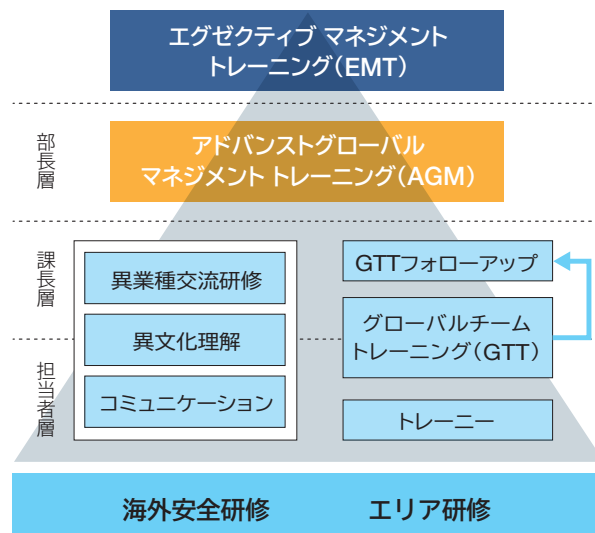 エグゼクティブ マネジメント
トレーニング(EMT)
部長層
アドバンストグローバル
マネジメント トレーニング(AGM)
課長層
異業種交流研修
GTTフォローアップ
異文化理解
グローバルチーム
トレーニング(GTT)
担当者層
コミュニケーション
トレーニー
海外安全研修
エリア研修